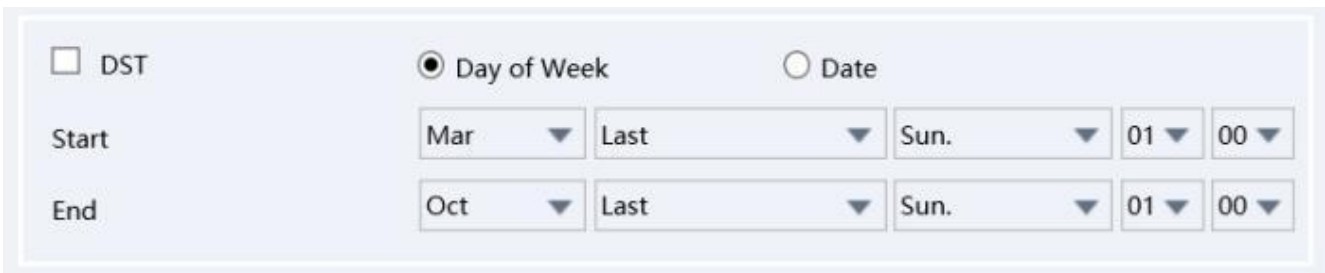 DST Day of Week Date
Start Mar Last Sun. 01 00
End Oct Last Sun. 01 00